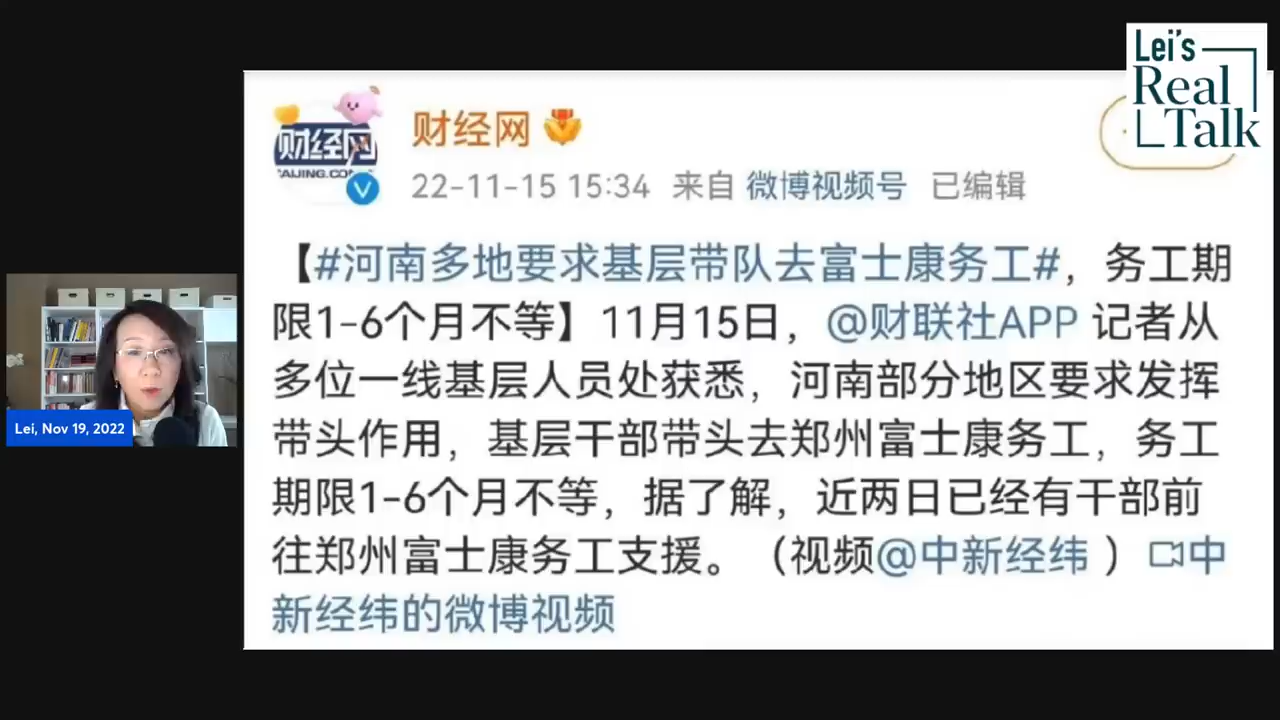 Lei's
Real
Talk
财经网
财经网
22-11-15 15:34 来自 微博视频号 已编辑
【#河南多地要求基层带队去富士康务工#，务工期
限1-6个月不等】11月15日，@财联社APP 记者从
多位一线基层人员处获悉，河南部分地区要求发挥
带头作用，基层干部带头去郑州富士康务工，务工
期限1-6个月不等，据了解，近两日已经有干部前
往郑州富士康务工支援。（视频@中新经纬 ）中
新经纬的微博视频
Lei, Nov 19, 2022